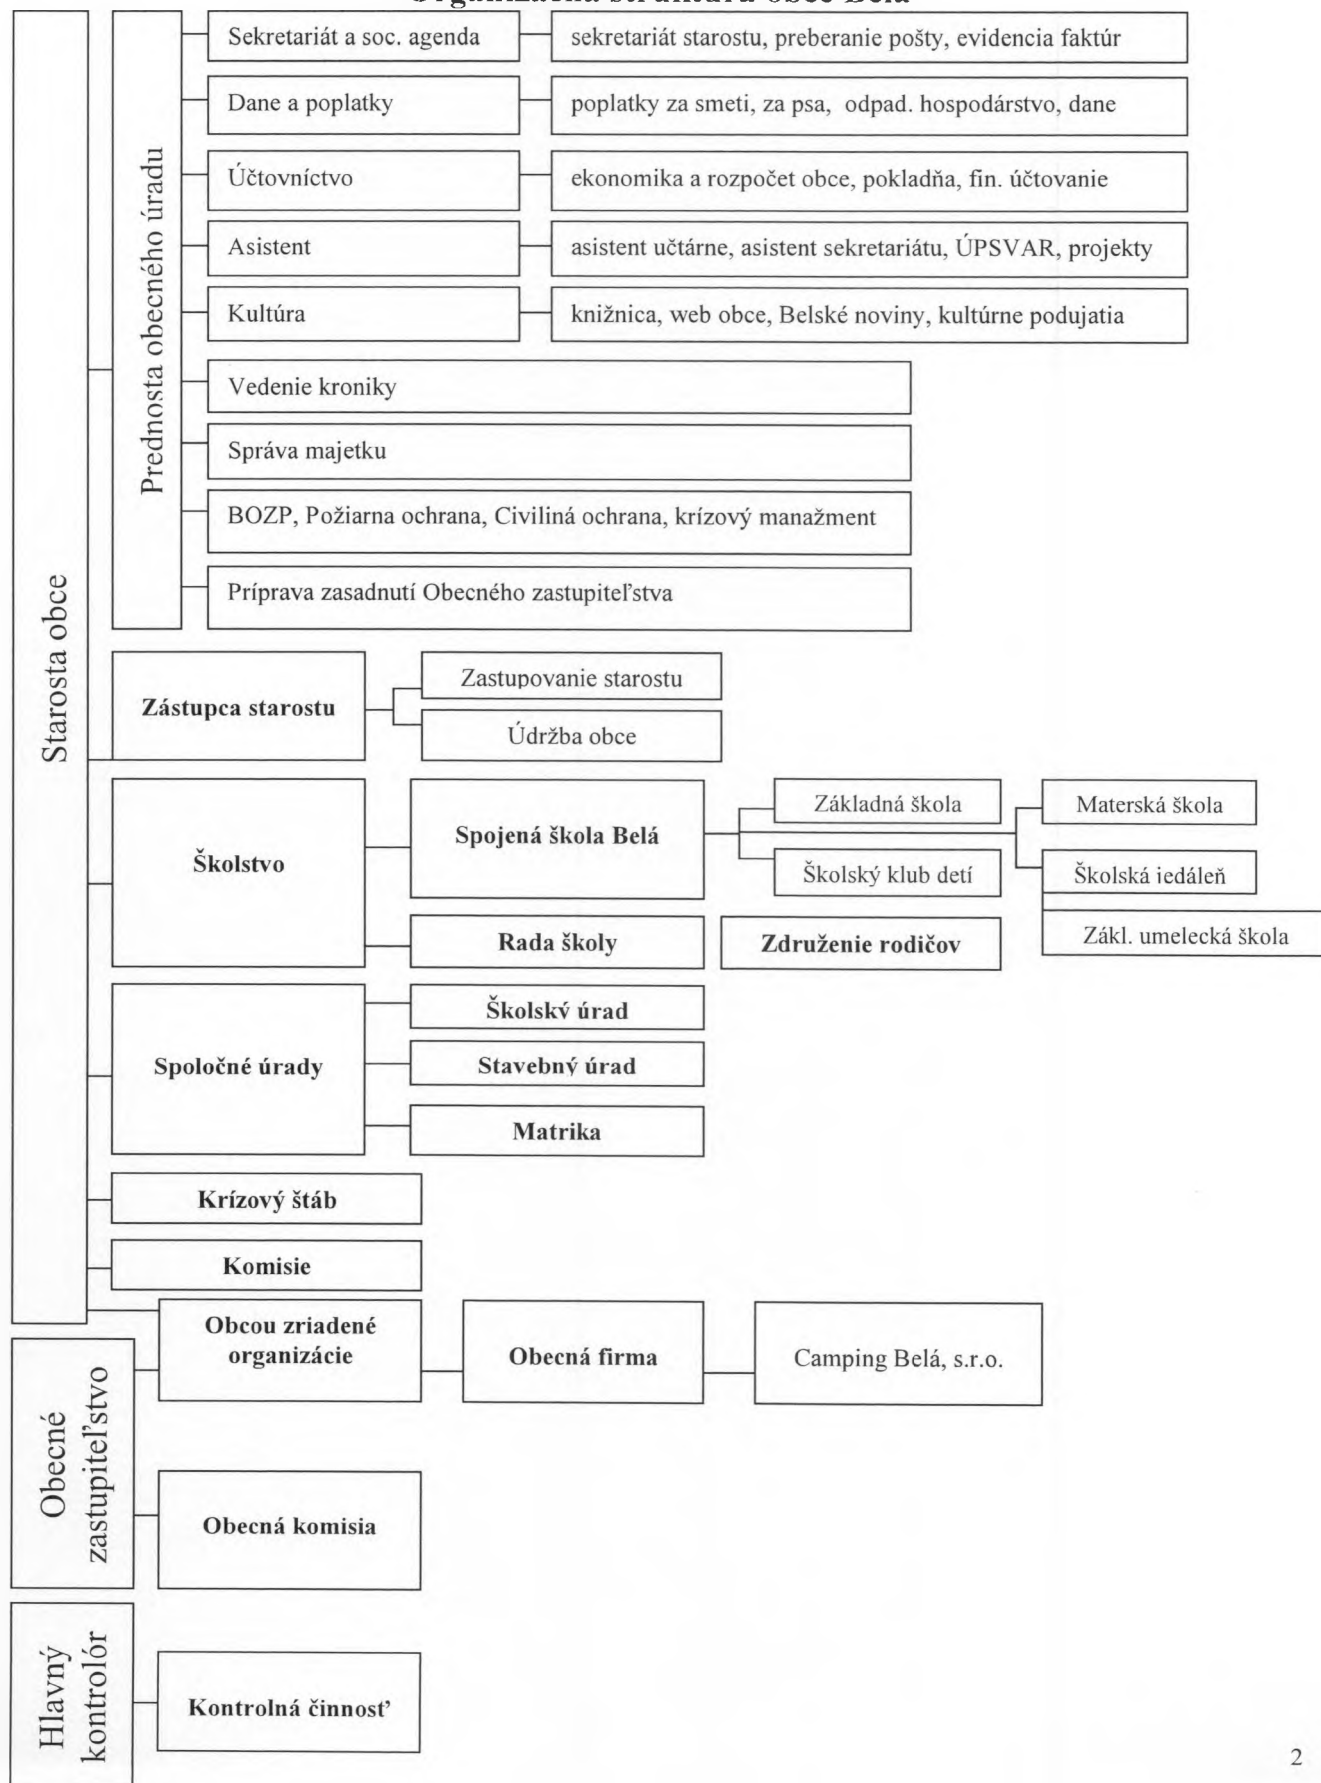 Organizačná štruktúra obce Belá
Sekretariát a soc. agenda
sekretariát starostu, preberanie pošty, evidencia faktúr
Dane a poplatky
poplatky za smeti, za psa, odpad. hospodárstvo, dane
Účtovníctvo
ekonomika a rozpočet obce, pokladňa, fin. účtovanie
Asistent
asistent učtárne, asistent sekretariátu, ÚPSVAR, projekty
Kultúra
knižnica, web obce, Belské noviny, kultúrne podujatia
Vedenie kroniky
Správa majetku
BOZP, Požiarna ochrana, Civiliná ochrana, krízový manažment
Príprava zasadnutí Obecného zastupiteľstva
Prednosta obecného úradu
Starosta obce
Zástupca starostu
Zastupovanie starostu
Údržba obce
Školstvo
Spojená škola Belá
Základná škola
Materská škola
Školský klub detí
Školská iedáleň
Rada školy
Združenie rodičov
Zákl. umelecká škola
Spoločné úrady
Školský úrad
Stavebný úrad
Matrika
Krízový štáb
Komisie
Obcou zriadené
organizácie
Obecná firma
Camping Belá, s.r.o.
Obecné
zastupiteľstvo
Obecná komisia
Hlavný
kontrolór
Kontrolná činnosť
2